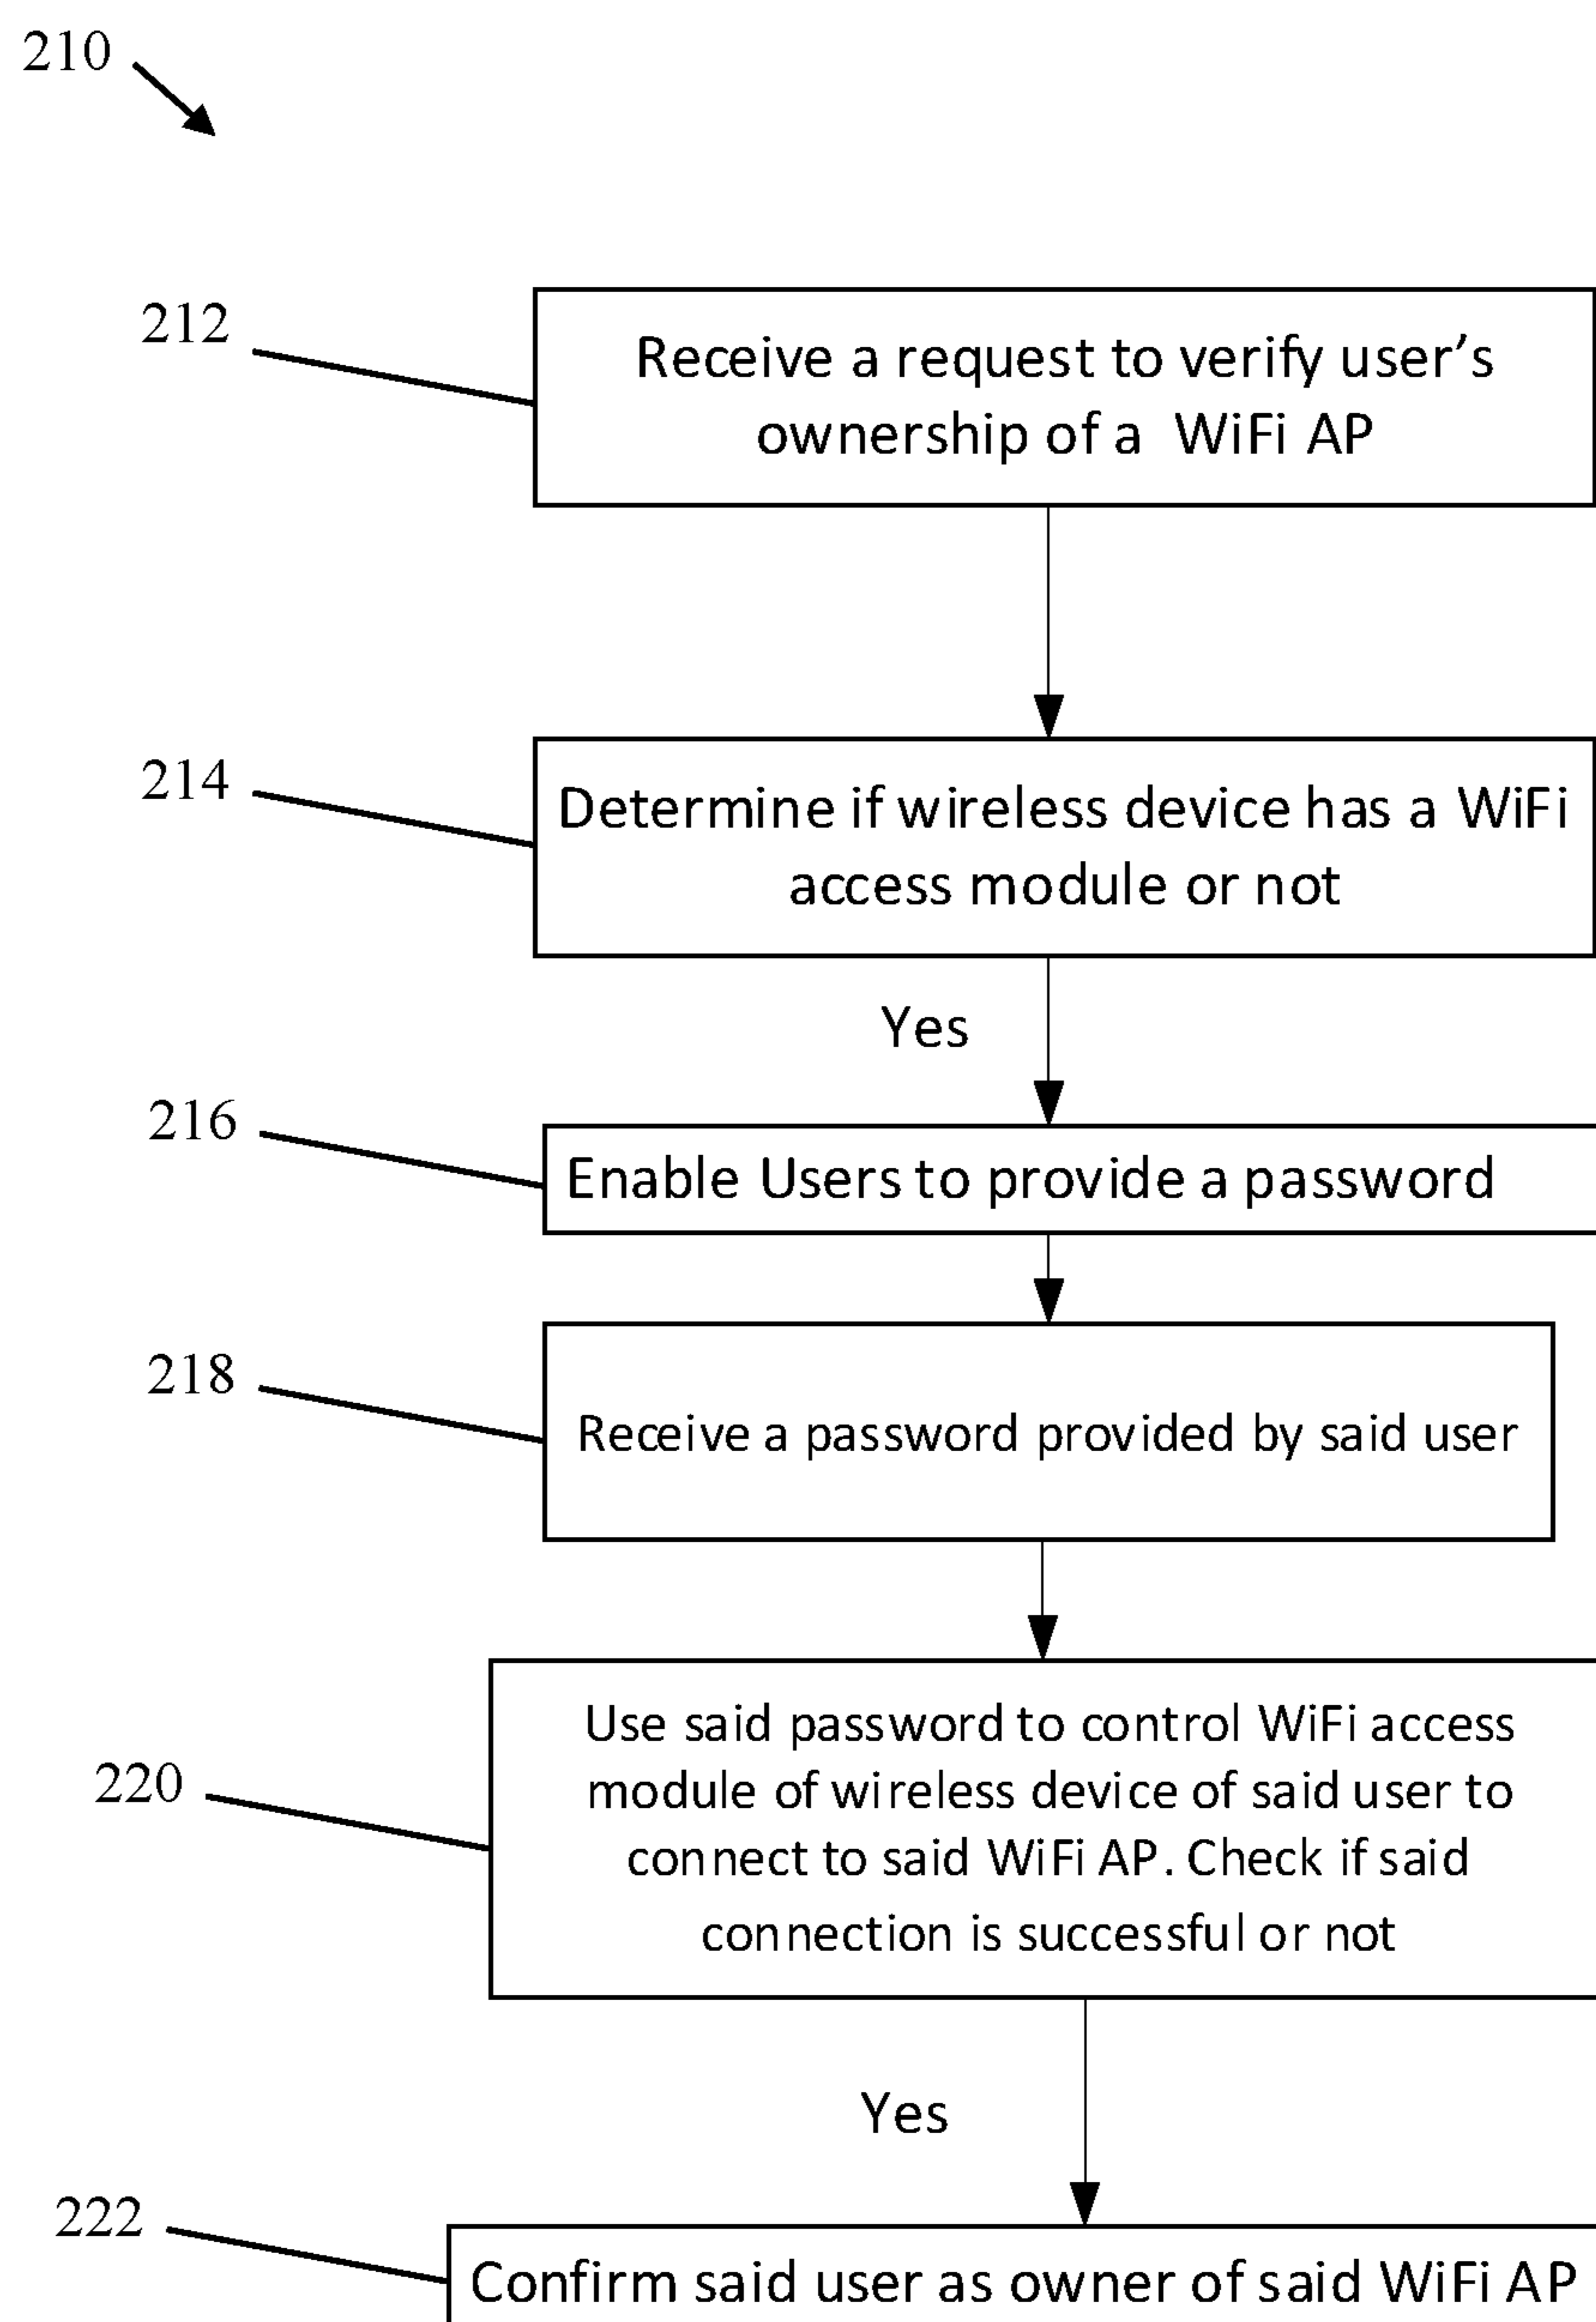 210
212
Receive a request to verify user's
ownership of a WiFi AP
214
Determine if wireless device has a WiFi
access module or not
Yes
216
Enable Users to provide a password
218
Receive a password provided by said user
220
Use said password to control WiFi access
module of wireless device of said user to
connect to said WiFi AP. Check if said
connection is successful or not
Yes
222
Confirm said user as owner of said WiFi AP